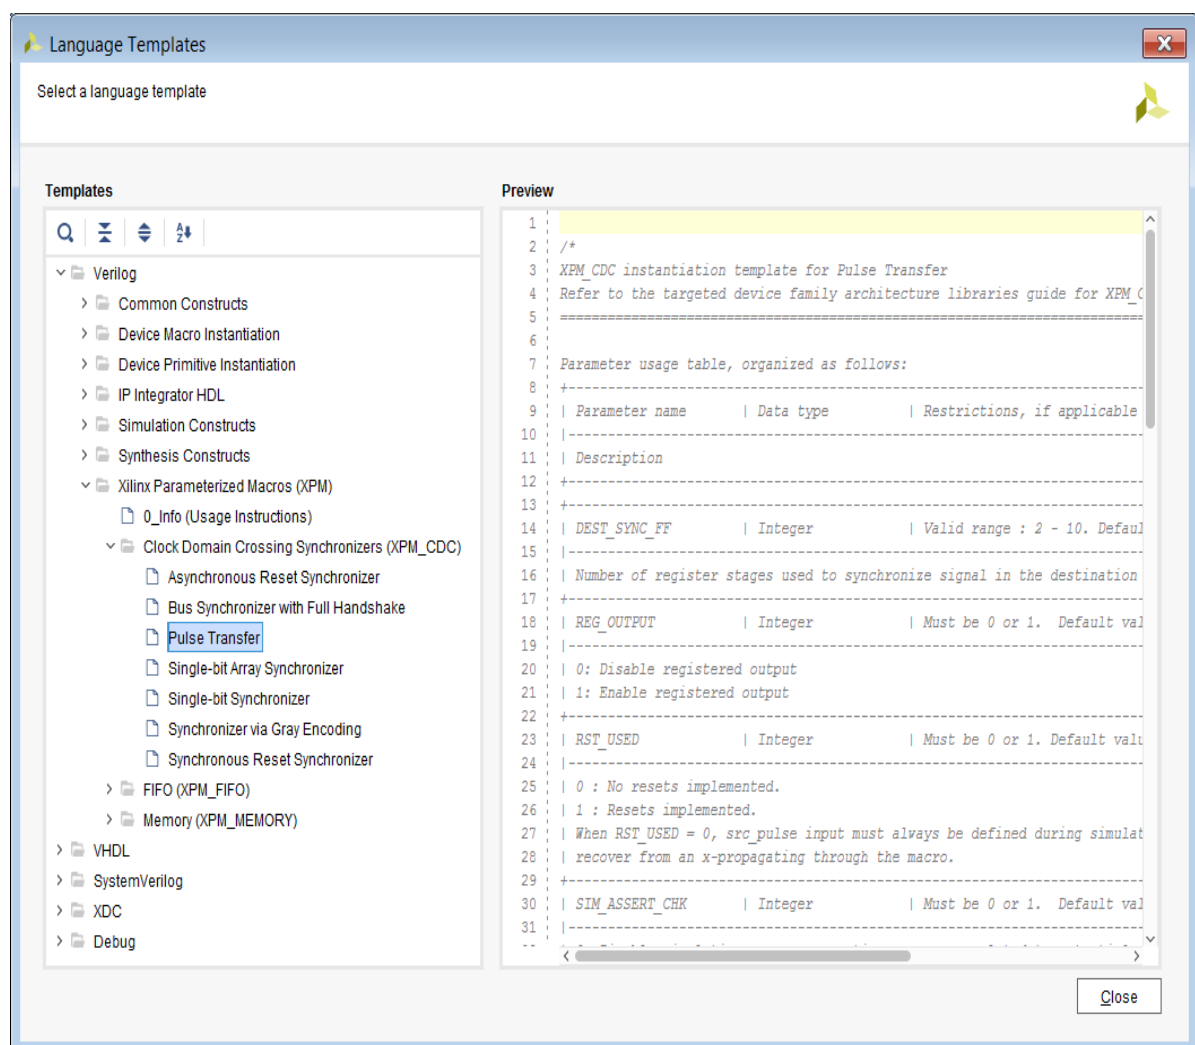 Language Templates
Select a language template
Templates
Verilog
Common Constructs
Device Macro Instantiation
Device Primitive Instantiation
IP Integrator HDL
Simulation Constructs
Synthesis Constructs
Xilinx Parameterized Macros (XPM)
0_Info (Usage Instructions)
Clock Domain Crossing Synchronizers (XPM_CDC)
Asynchronous Reset Synchronizer
Bus Synchronizer with Full Handshake
Pulse Transfer
Single-bit Array Synchronizer
Single-bit Synchronizer
Synchronizer via Gray Encoding
Synchronous Reset Synchronizer
FIFO (XPM_FIFO)
Memory (XPM_MEMORY)
VHDL
SystemVerilog
XDC
Debug
Preview
1
2 /*
3 XPM_CDC instantiation template for Pulse Transfer
4 Refer to the targeted device family architecture libraries guide for XPM_C
5 ==========================================================================
6
7 Parameter usage table, organized as follows:
8 +-------------------------------------------------------------------------
9 | Parameter name | Data type | Restrictions, if applicable
10 |-------------------------------------------------------------------------
11 | Description
12 +-------------------------------------------------------------------------
13 +-------------------------------------------------------------------------
14 | DEST_SYNC_FF | Integer | Valid range : 2 - 10. Defaul
15 |-------------------------------------------------------------------------
16 | Number of register stages used to synchronize signal in the destination
17 +-------------------------------------------------------------------------
18 | REG_OUTPUT | Integer | Must be 0 or 1. Default val
19 |-------------------------------------------------------------------------
20 | 0: Disable registered output
21 | 1: Enable registered output
22 +-------------------------------------------------------------------------
23 | RST_USED | Integer | Must be 0 or 1. Default valu
24 |-------------------------------------------------------------------------
25 | 0 : No resets implemented.
26 | 1 : Resets implemented.
27 | When RST_USED = 0, src_pulse input must always be defined during simulat
28 | recover from an x-propagating through the macro.
29 +-------------------------------------------------------------------------
30 | SIM_ASSERT_CHK | Integer | Must be 0 or 1. Default val
31 |-------------------------------------------------------------------------
Close